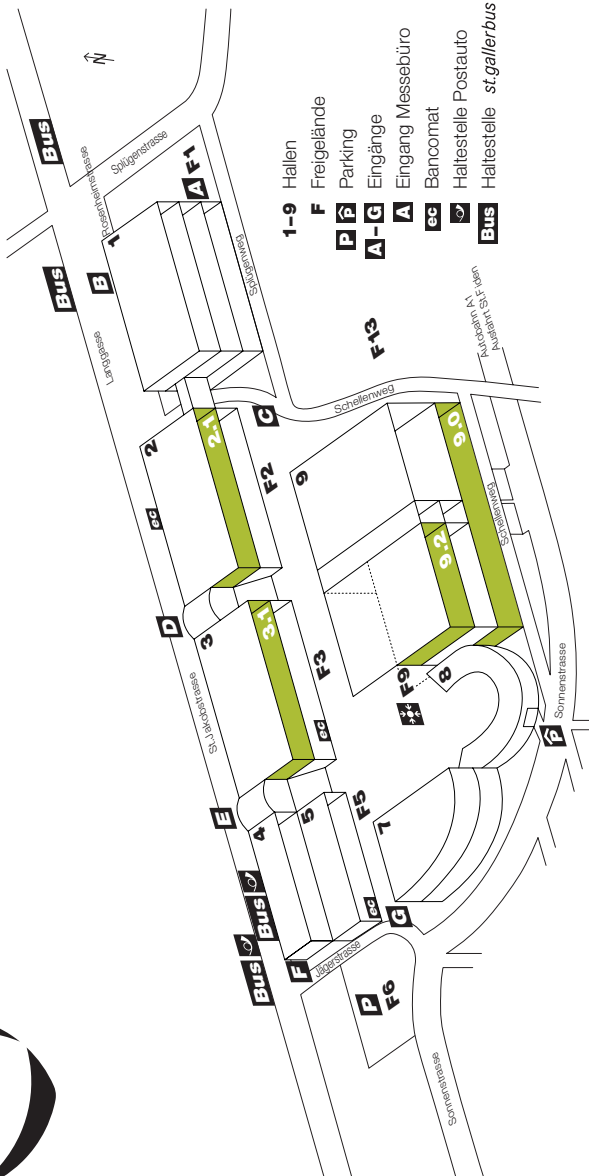 N
Bus
Bus
Langgasse
Rosenheimstrasse
Splügenstrasse
Splügenweg
A
F1
B
1
2
2.1
C
F2
ec
D
3
3.1
F3
ec
St.Jakobstrasse
E
4
5
F5
ec
Bus
Bus
F
Jägerstrasse
G
P
F6
7
8
F9
9
9.2
9.0
F13
Schellenweg
Schellenweg
Autobahn A1
Ausfahrt St.Fiden
P
Sonnenstrasse
Sonnenstrasse
1–9 Hallen
F Freigelände
P P Parking
A–G Eingänge
A Eingang Messebüro
ec Bancomat
Haltestelle Postauto
Bus Haltestelle st.gallerbus